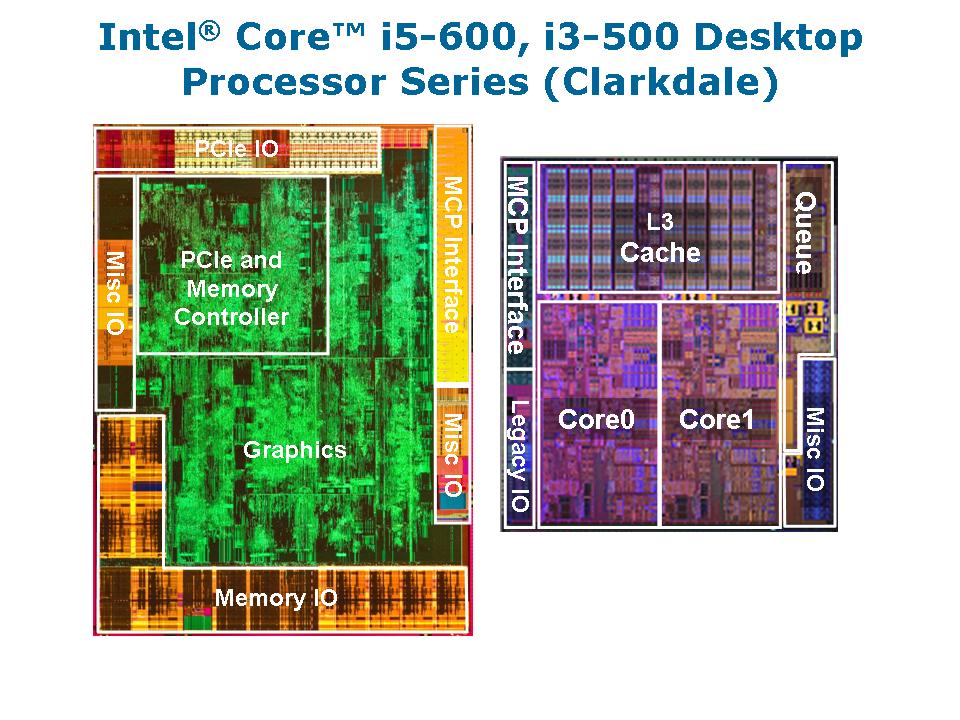 Intel® Core™ i5-600, i3-500 Desktop
Processor Series (Clarkdale)
PCIe IO
MCP Interface
Misc IO
PCIe and
Memory
Controller
Graphics
Misc IO
Memory IO
MCP Interface
L3
Cache
Queue
Legacy IO
Core0
Core1
Misc IO